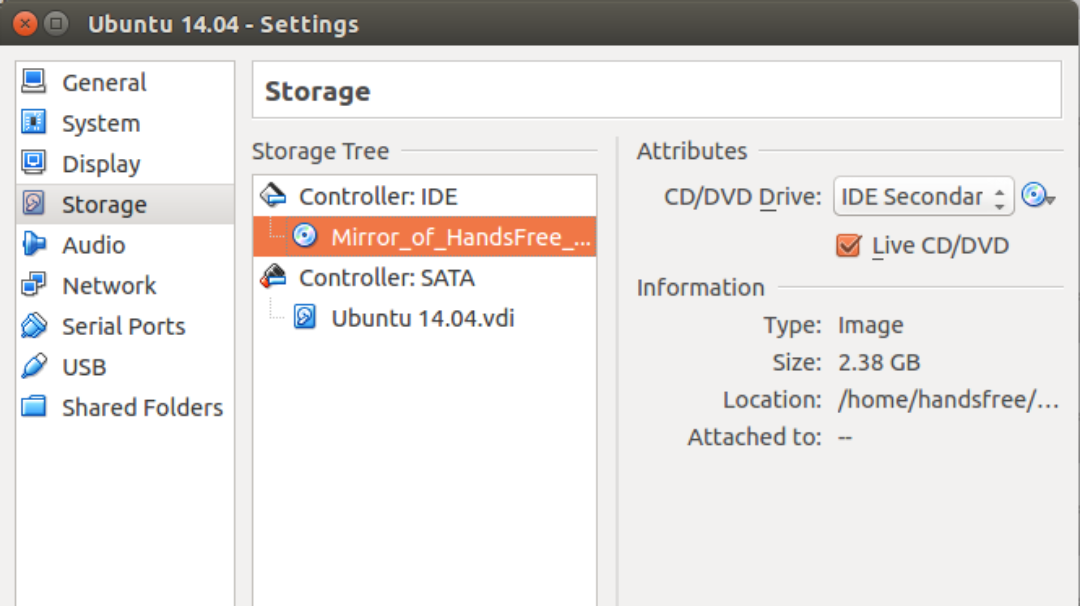 Ubuntu 14.04 - Settings
General
System
Display
Storage
Audio
Network
Serial Ports
USB
Shared Folders
Storage
Storage Tree
Controller: IDE
Mirror_of_HandsFree_...
Controller: SATA
Ubuntu 14.04.vdi
Attributes
CD/DVD Drive: IDE Secondar
Live CD/DVD
Information
Type: Image
Size: 2.38 GB
Location: /home/handsfree/...
Attached to: --